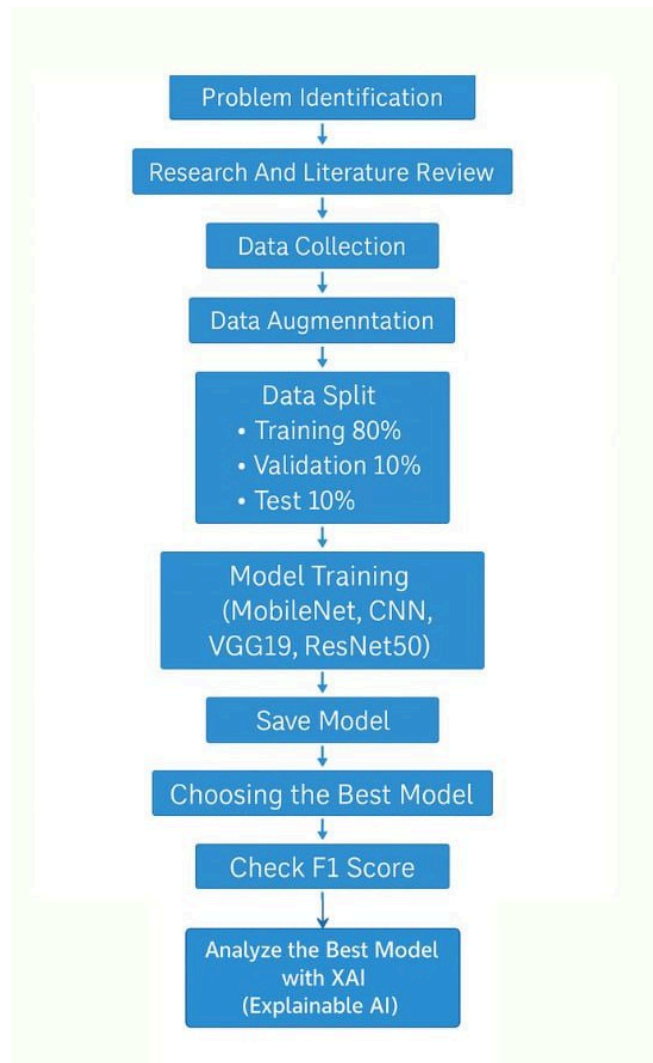 Problem Identification
Research And Literature Review
Data Collection
Data Augmenntation
Data Split
• Training 80%
• Validation 10%
• Test 10%
Model Training
(MobileNet, CNN,
VGG19, ResNet50)
Save Model
Choosing the Best Model
Check F1 Score
Analyze the Best Model
with XAI
(Explainable AI)